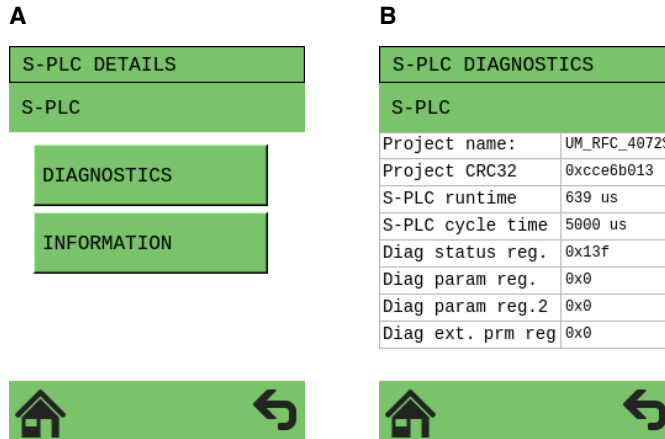 A
S-PLC DETAILS
S-PLC
DIAGNOSTICS
INFORMATION
B
S-PLC DIAGNOSTICS
S-PLC
Project name: UM_RFC_4072S
Project CRC32 0xcce6b013
S-PLC runtime 639 us
S-PLC cycle time 5000 us
Diag status reg. 0x13f
Diag param reg. 0x0
Diag param reg.2 0x0
Diag ext. prm reg 0x0